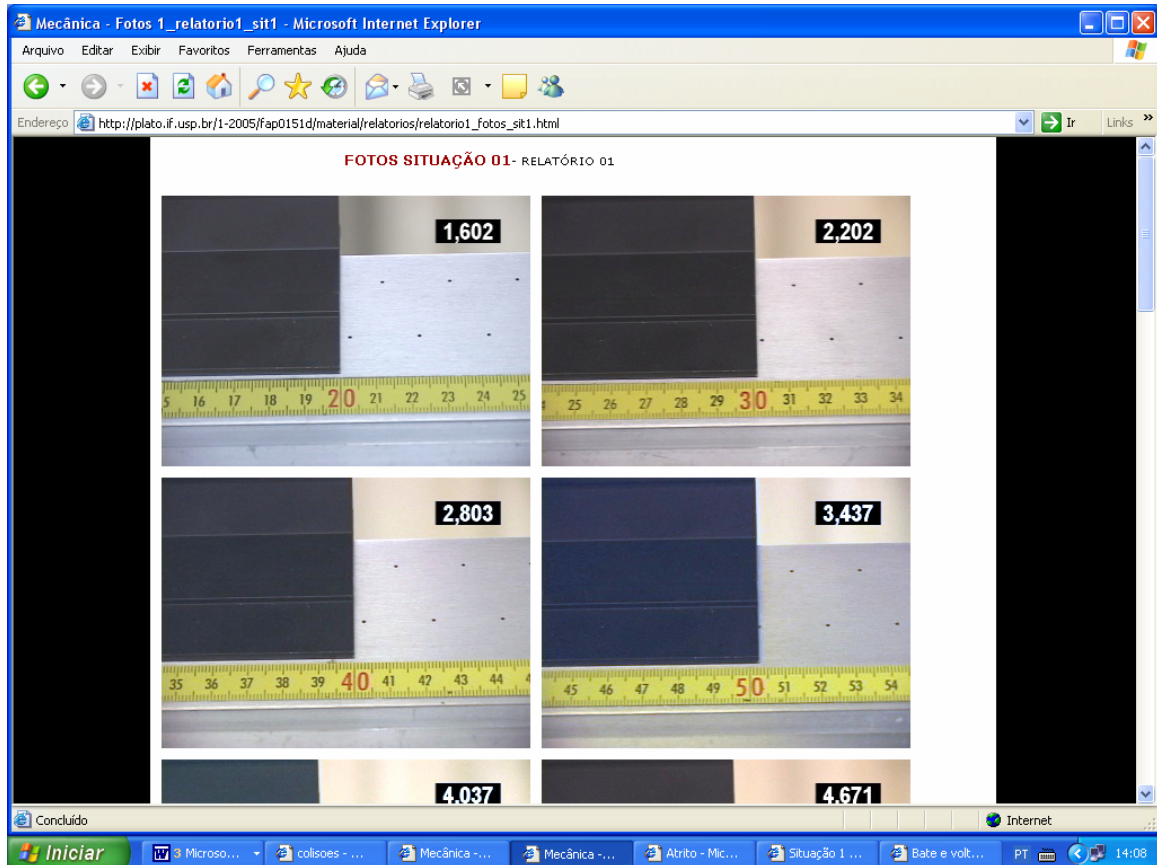 Mecânica - Fotos 1_relatorio1_sit1 - Microsoft Internet Explorer
Arquivo Editar Exibir Favoritos Ferramentas Ajuda
Endereço http://plato.if.usp.br/1-2005/fap0151d/material/relatorios/relatorio1_fotos_sit1.html Ir Links »
FOTOS SITUAÇÃO 01- RELATÓRIO 01
1,602
5 16 17 18 19 20 21 22 23 24 25
2,202
25 26 27 28 29 30 31 32 33 34
2,803
35 36 37 38 39 40 41 42 43 44
3,437
45 46 47 48 49 50 51 52 53 54
4,037
4,671
Concluído Internet
Iniciar 3 Microso... colisoes - ... Mecânica -... Mecânica -... Atrito - Mic... Situação 1 ... Bate e volt... PT 14:08